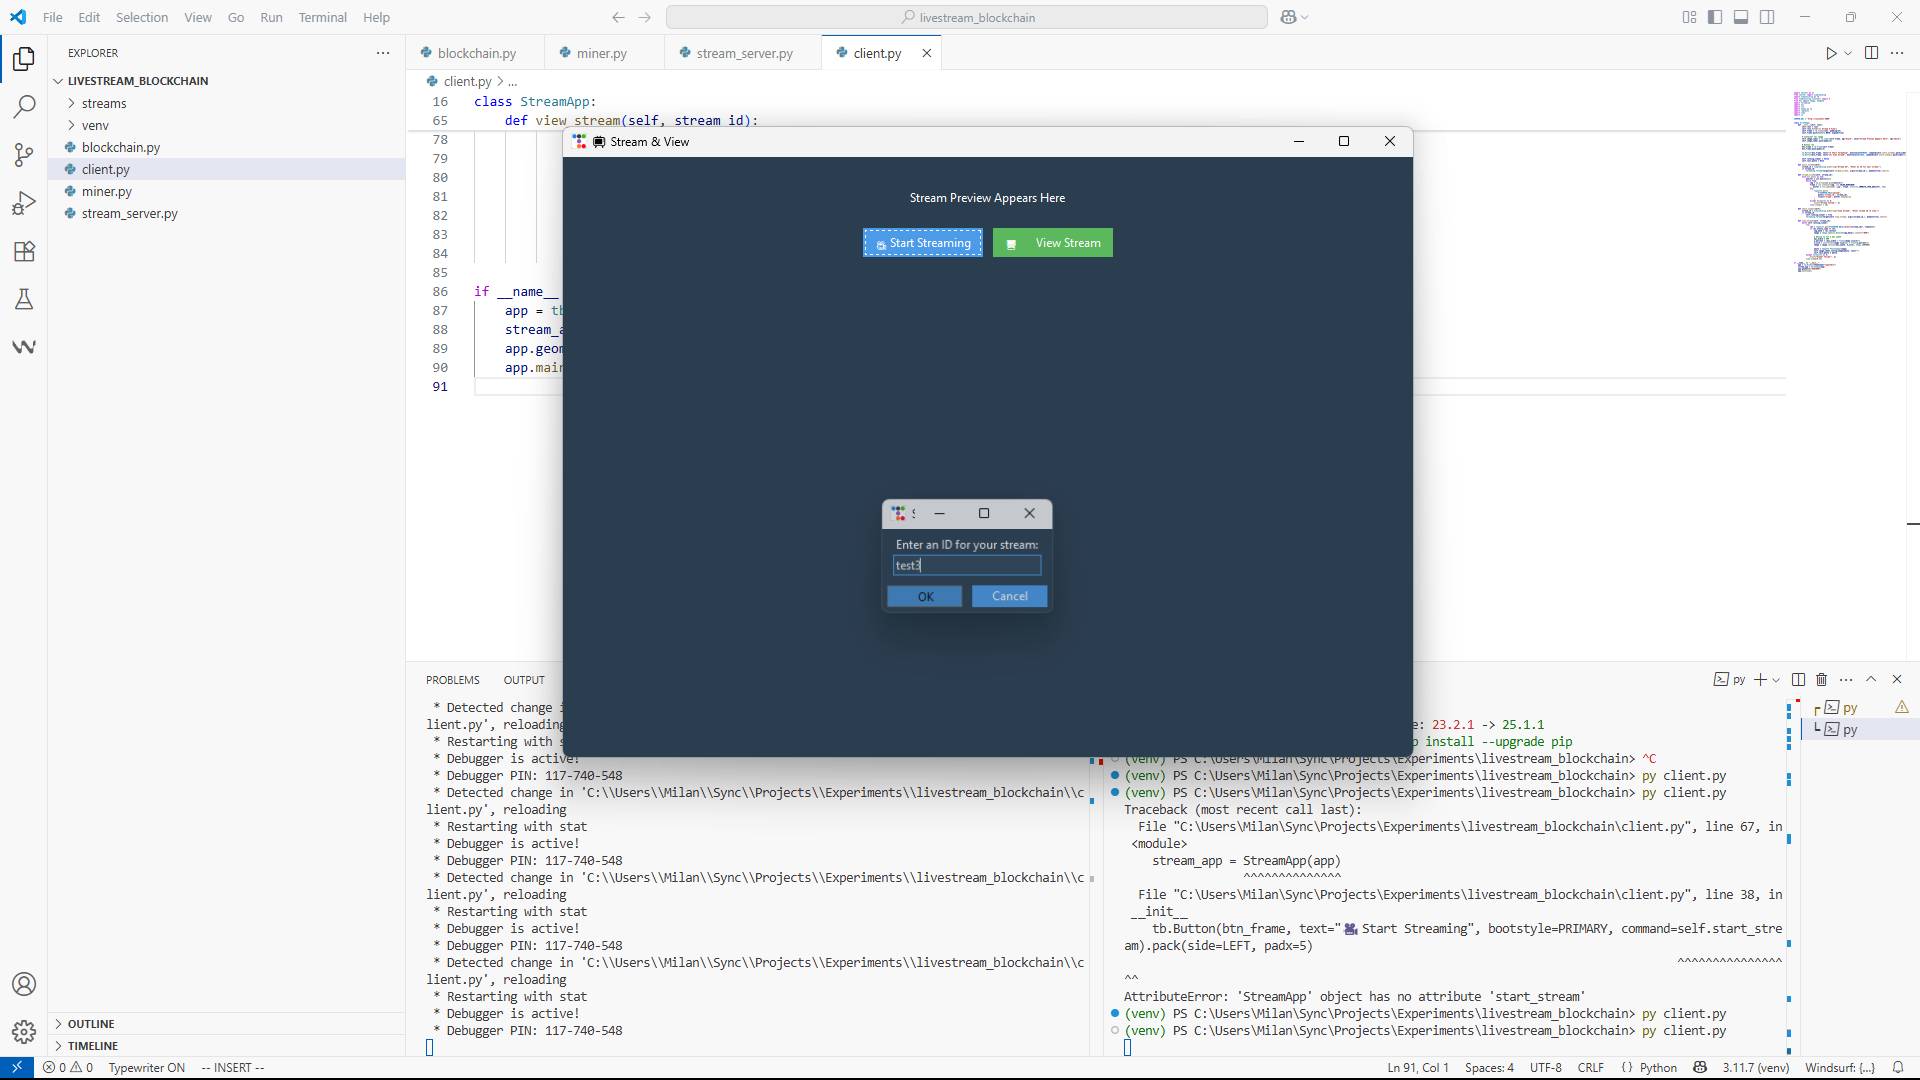 File Edit Selection View Go Run Terminal Help
livestream_blockchain
EXPLORER
LIVESTREAM_BLOCKCHAIN
streams
venv
blockchain.py
client.py
miner.py
stream_server.py
OUTLINE
TIMELINE
blockchain.py
miner.py
stream_server.py
client.py
client.py > ...
16 class StreamApp:
65 def view_stream(self, stream_id):
78
79
80
81
82
83
84
85
86 if __name__
87 app = tb
88 stream_a
89 app.geom
90 app.main
91
Stream & View
Stream Preview Appears Here
Start Streaming
View Stream
Enter an ID for your stream:
test3
OK
Cancel
PROBLEMS OUTPUT
py
* Detected change i
lient.py', reloading
* Restarting with s
* Debugger is active!
* Debugger PIN: 117-740-548
* Detected change in 'C:\\Users\\Milan\\Sync\\Projects\\Experiments\\livestream_blockchain\\c
lient.py', reloading
* Restarting with stat
* Debugger is active!
* Debugger PIN: 117-740-548
* Detected change in 'C:\\Users\\Milan\\Sync\\Projects\\Experiments\\livestream_blockchain\\c
lient.py', reloading
* Restarting with stat
* Debugger is active!
* Debugger PIN: 117-740-548
* Detected change in 'C:\\Users\\Milan\\Sync\\Projects\\Experiments\\livestream_blockchain\\c
lient.py', reloading
* Restarting with stat
* Debugger is active!
* Debugger PIN: 117-740-548
e: 23.2.1 -> 25.1.1
p install --upgrade pip
(venv) PS C:\Users\Milan\Sync\Projects\Experiments\livestream_blockchain> ^C
(venv) PS C:\Users\Milan\Sync\Projects\Experiments\livestream_blockchain> py client.py
(venv) PS C:\Users\Milan\Sync\Projects\Experiments\livestream_blockchain> py client.py
Traceback (most recent call last):
File "C:\Users\Milan\Sync\Projects\Experiments\livestream_blockchain\client.py", line 67, in
<module>
stream_app = StreamApp(app)
^^^^^^^^^^^^^^
File "C:\Users\Milan\Sync\Projects\Experiments\livestream_blockchain\client.py", line 38, in
__init__
tb.Button(btn_frame, text="🎥 Start Streaming", bootstyle=PRIMARY, command=self.start_stre
am).pack(side=LEFT, padx=5)
^^^^^^^^^^^^^^^
^^
AttributeError: 'StreamApp' object has no attribute 'start_stream'
(venv) PS C:\Users\Milan\Sync\Projects\Experiments\livestream_blockchain> py client.py
(venv) PS C:\Users\Milan\Sync\Projects\Experiments\livestream_blockchain> py client.py
py
py
0 0 Typewriter ON -- INSERT --
Ln 91, Col 1 Spaces: 4 UTF-8 CRLF {} Python 3.11.7 (venv) Windsurf: {...}